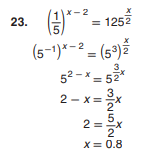 23. (1/5)^(x - 2) = 125^(x/2)
(5^(-1))^(x - 2) = (5^3)^(x/2)
5^(2 - x) = 5^(3/2 x)
2 - x = 3/2 x
2 = 5/2 x
x = 0.8